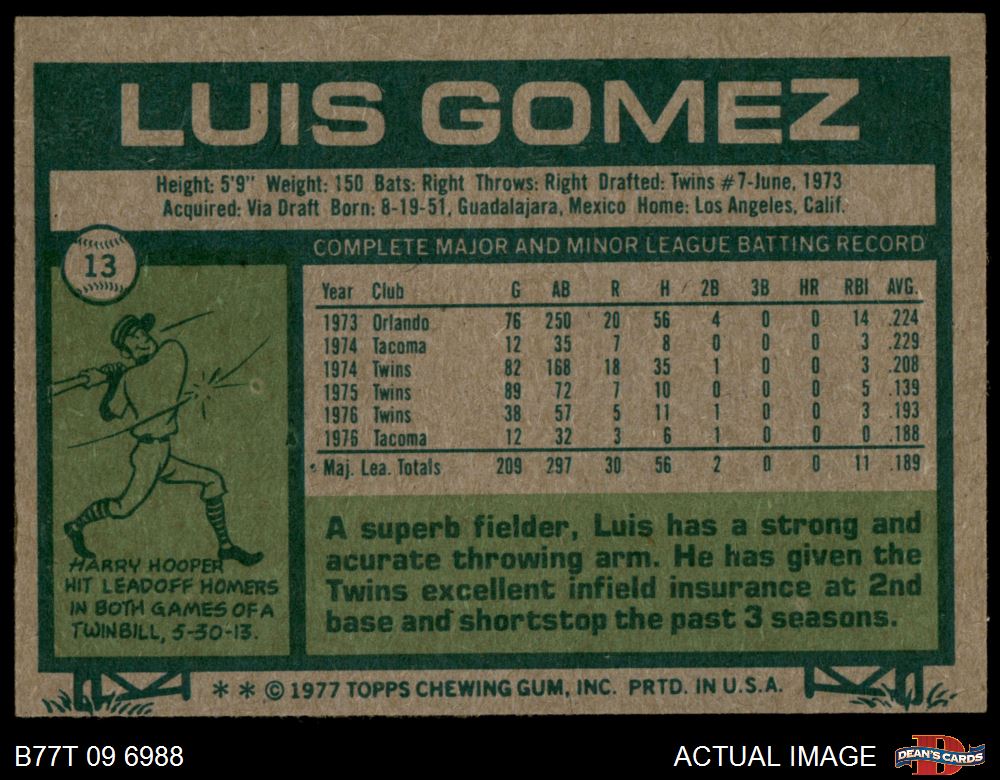 LUIS GOMEZ
Height: 5'9" Weight: 150 Bats: Right Throws: Right Drafted: Twins #7-June, 1973
Acquired: Via Draft Born: 8-19-51, Guadalajara, Mexico Home: Los Angeles, Calif.
13
COMPLETE MAJOR AND MINOR LEAGUE BATTING RECORD
Year Club G AB R H 2B 3B HR RBI AVG.
1973 Orlando 76 250 20 56 4 0 0 14 .224
1974 Tacoma 12 35 7 8 0 0 0 3 .229
1974 Twins 82 168 18 35 1 0 0 3 .208
1975 Twins 89 72 7 10 0 0 0 5 .139
1976 Twins 38 57 5 11 1 0 0 3 .193
1976 Tacoma 12 32 3 6 1 0 0 0 .188
Maj. Lea. Totals 209 297 30 56 2 0 0 11 .189
HARRY HOOPER
HIT LEADOFF HOMERS
IN BOTH GAMES OF A
TWINBILL, 5-30-13.
A superb fielder, Luis has a strong and
acurate throwing arm. He has given the
Twins excellent infield insurance at 2nd
base and shortstop the past 3 seasons.
* * © 1977 TOPPS CHEWING GUM, INC. PRTD. IN U.S.A.
B77T 09 6988
ACTUAL IMAGE
D
DEAN'S CARDS